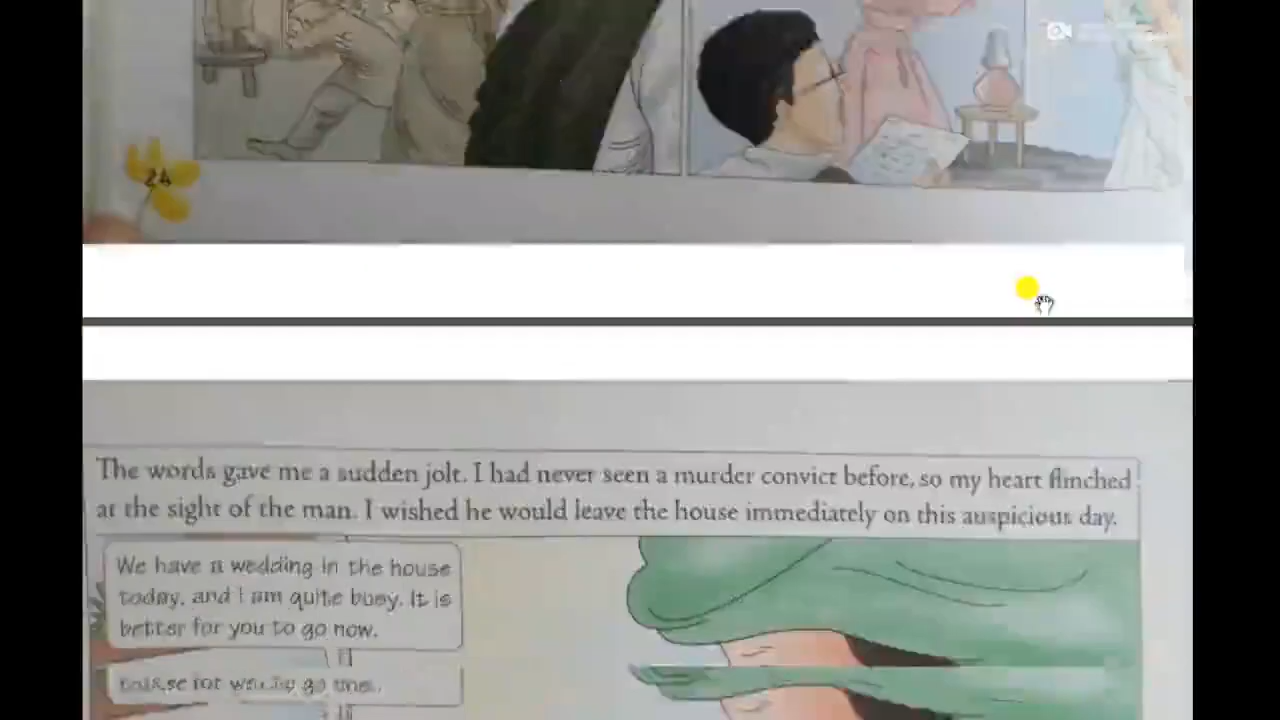 24
The words gave me a sudden jolt. I had never seen a murder convict before, so my heart flinched
at the sight of the man. I wished he would leave the house immediately on this auspicious day.
We have a wedding in the house
today, and I am quite busy. It is
better for you to go now.